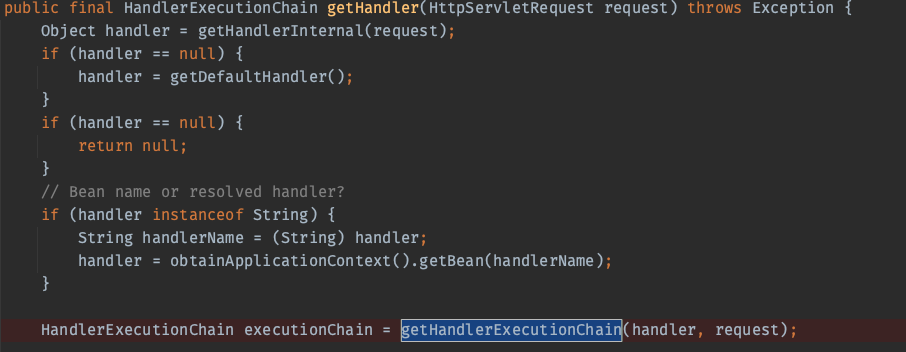 public final HandlerExecutionChain getHandler(HttpServletRequest request) throws Exception {
    Object handler = getHandlerInternal(request);
    if (handler == null) {
        handler = getDefaultHandler();
    }
    if (handler == null) {
        return null;
    }
    // Bean name or resolved handler?
    if (handler instanceof String) {
        String handlerName = (String) handler;
        handler = obtainApplicationContext().getBean(handlerName);
    }
    HandlerExecutionChain executionChain = getHandlerExecutionChain(handler, request);